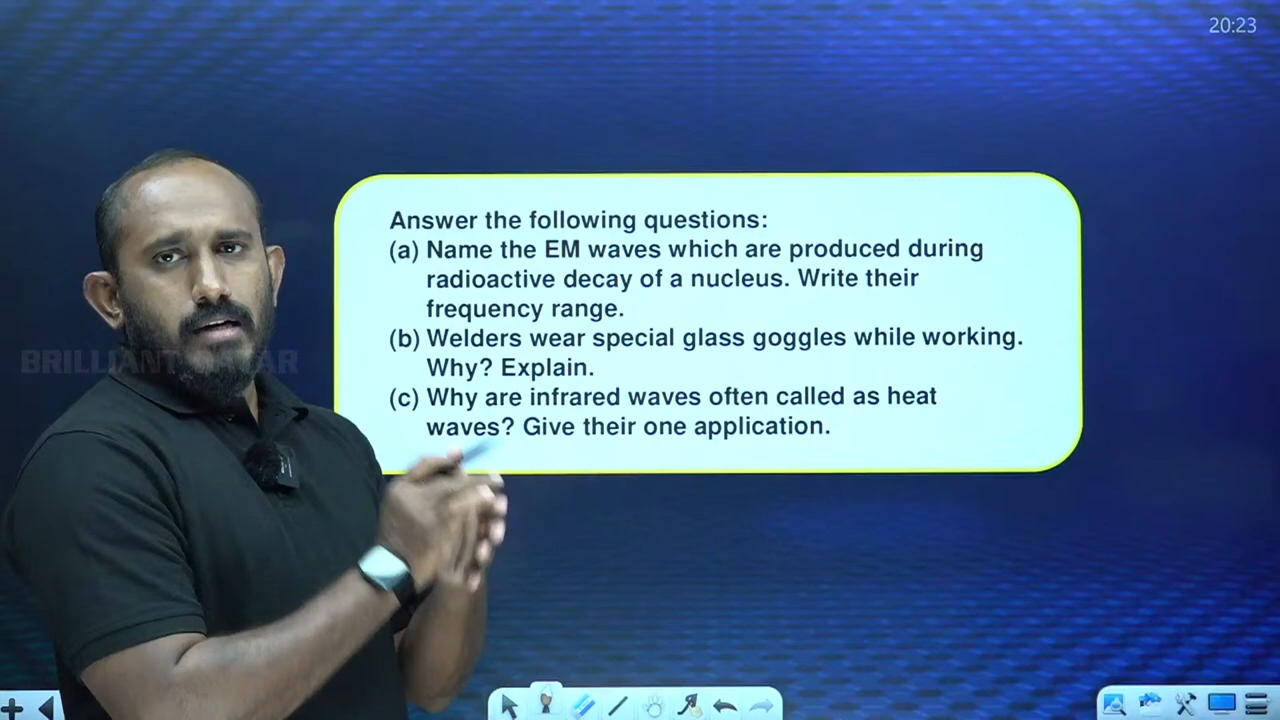 20:23
Answer the following questions:
(a) Name the EM waves which are produced during
radioactive decay of a nucleus. Write their
frequency range.
(b) Welders wear special glass goggles while working.
Why? Explain.
(c) Why are infrared waves often called as heat
waves? Give their one application.